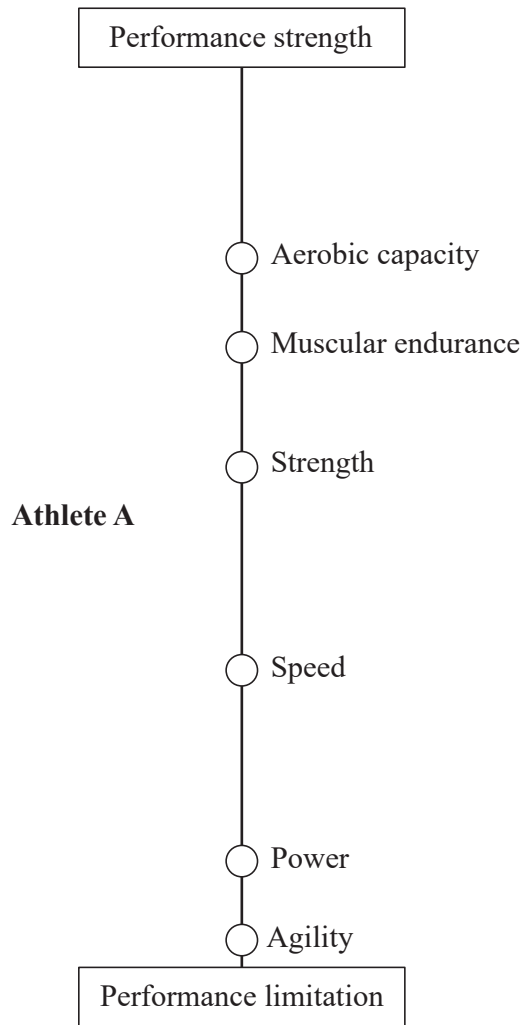 Performance strength
Aerobic capacity
Muscular endurance
Strength
Athlete A
Speed
Power
Agility
Performance limitation